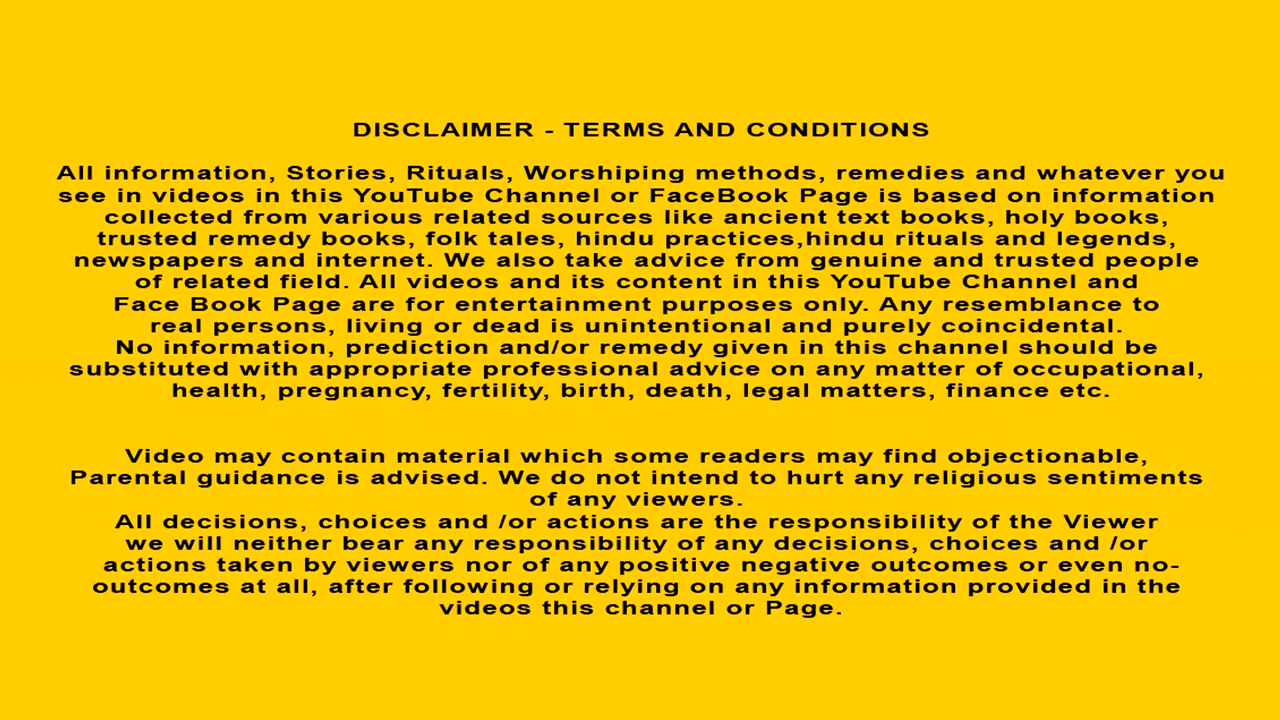 DISCLAIMER - TERMS AND CONDITIONS
All information, Stories, Rituals, Worshiping methods, remedies and whatever you
see in videos in this YouTube Channel or FaceBook Page is based on information
collected from various related sources like ancient text books, holy books,
trusted remedy books, folk tales, hindu practices,hindu rituals and legends,
newspapers and internet. We also take advice from genuine and trusted people
of related field. All videos and its content in this YouTube Channel and
Face Book Page are for entertainment purposes only. Any resemblance to
real persons, living or dead is unintentional and purely coincidental.
No information, prediction and/or remedy given in this channel should be
substituted with appropriate professional advice on any matter of occupational,
health, pregnancy, fertility, birth, death, legal matters, finance etc.
Video may contain material which some readers may find objectionable,
Parental guidance is advised. We do not intend to hurt any religious sentiments
of any viewers.
All decisions, choices and /or actions are the responsibility of the Viewer
we will neither bear any responsibility of any decisions, choices and /or
actions taken by viewers nor of any positive negative outcomes or even no-
outcomes at all, after following or relying on any information provided in the
videos this channel or Page.